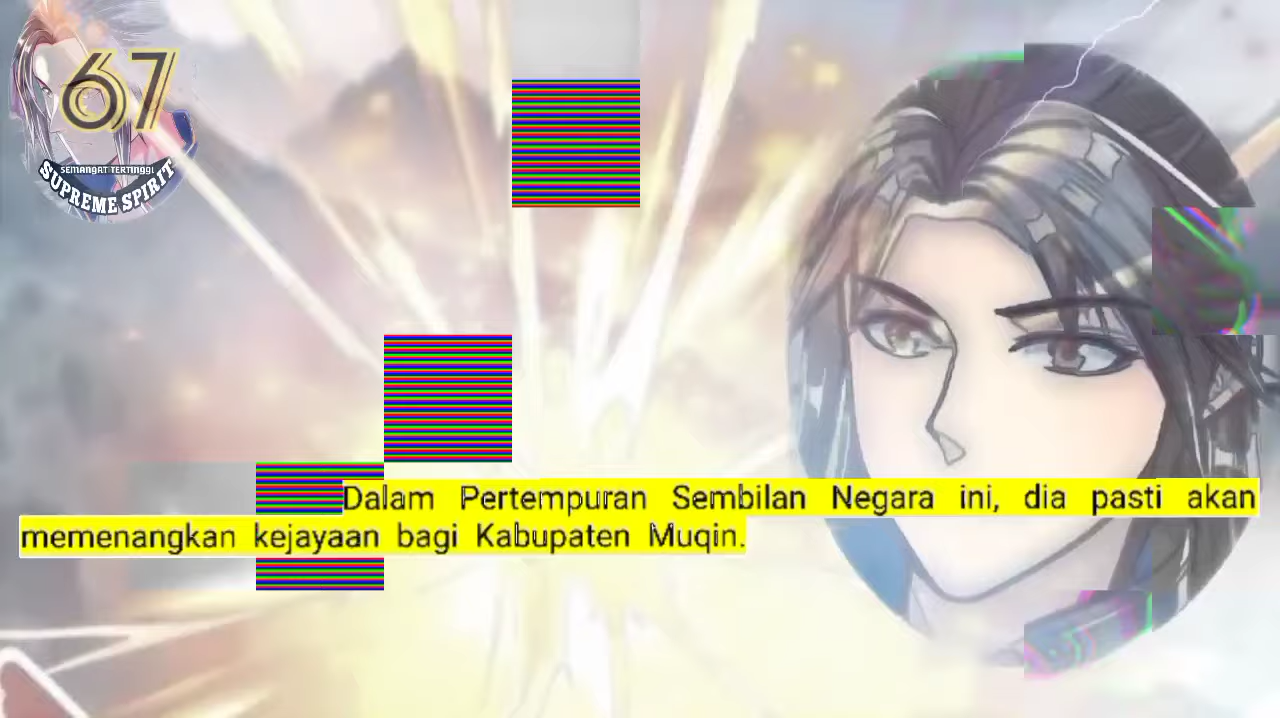 67
SEMANGAT TERTINGGI
SUPREME SPIRIT
Dalam Pertempuran Sembilan Negara ini, dia pasti akan
memenangkan kejayaan bagi Kabupaten Muqin.